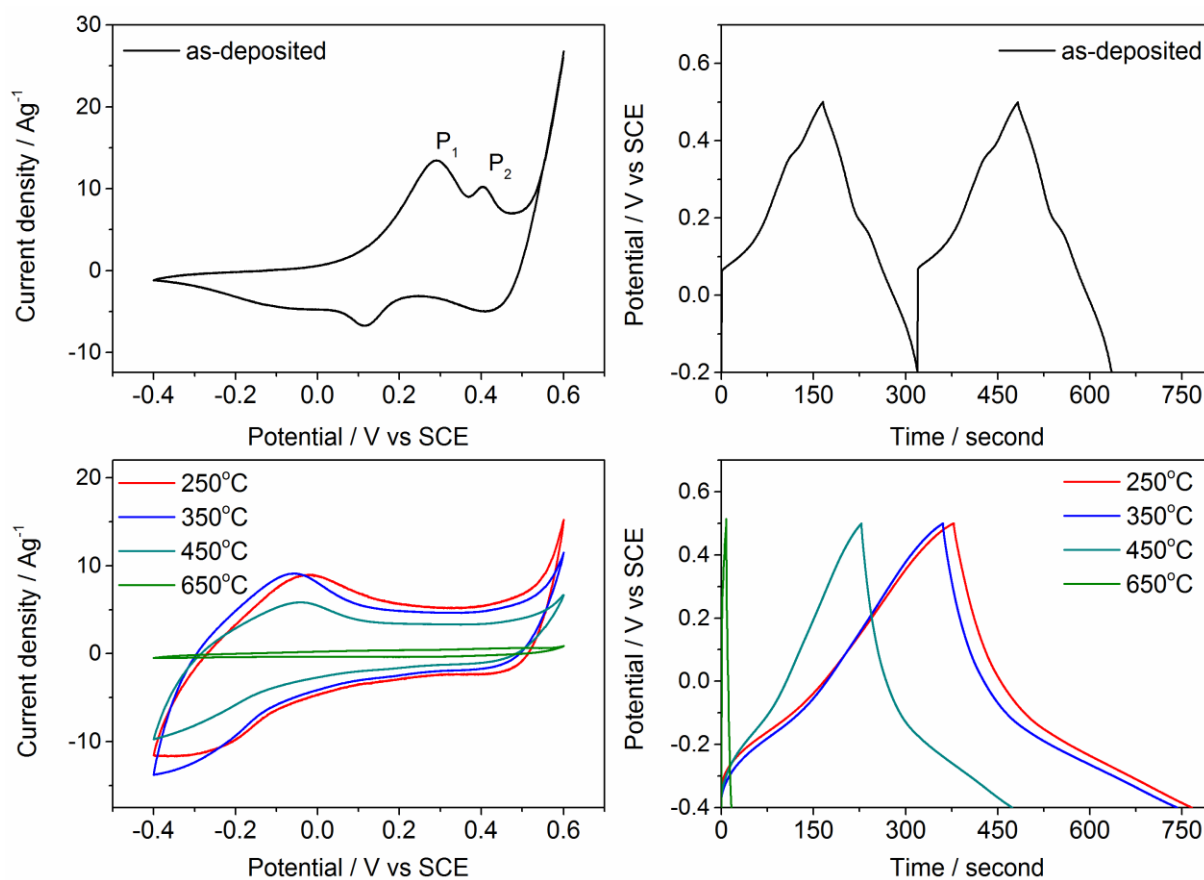 30
20
10
0
-10
Current density / Ag⁻¹
as-deposited
P₁
P₂
-0.4 -0.2 0.0 0.2 0.4 0.6
Potential / V vs SCE
0.6
0.4
0.2
0.0
-0.2
Potential / V vs SCE
as-deposited
0 150 300 450 600 750
Time / second
20
10
0
-10
Current density / Ag⁻¹
250°C
350°C
450°C
650°C
-0.4 -0.2 0.0 0.2 0.4 0.6
Potential / V vs SCE
0.6
0.4
0.2
0.0
-0.2
-0.4
Potential / V vs SCE
250°C
350°C
450°C
650°C
0 150 300 450 600 750
Time / second